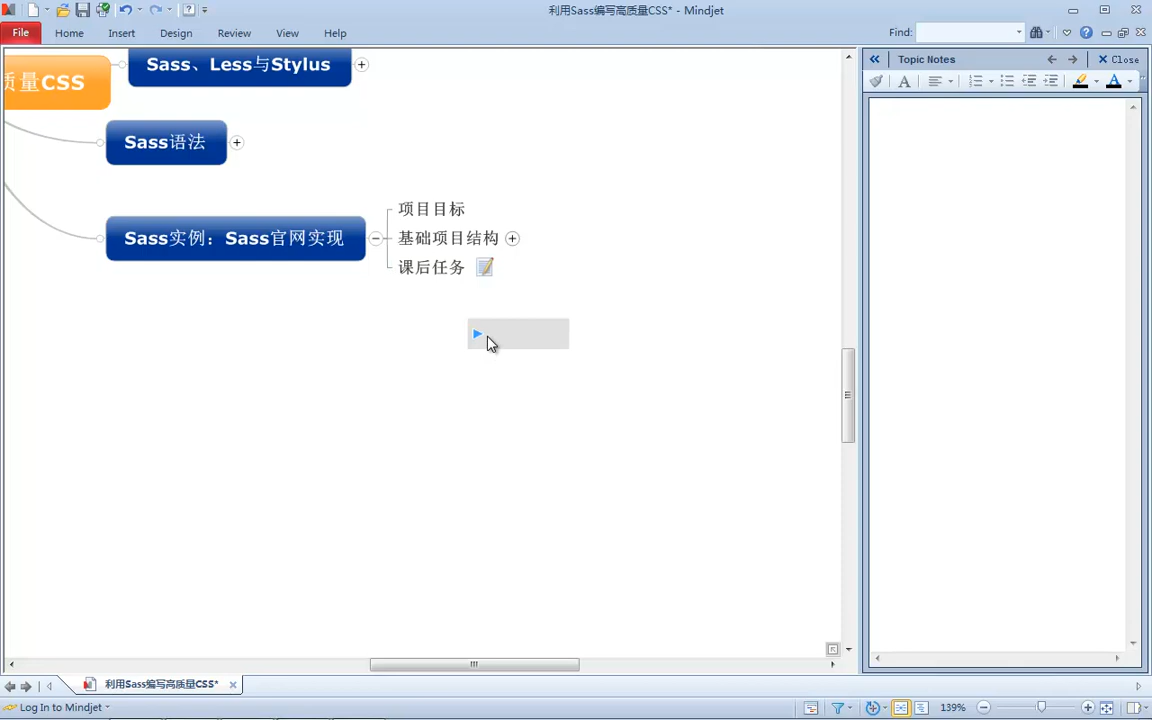 利用Sass编写高质量CSS* - Mindjet
File Home Insert Design Review View Help Find:
Topic Notes Close
Sass、Less与Stylus
质量CSS
Sass语法
项目目标
Sass实例：Sass官网实现 基础项目结构
课后任务
利用Sass编写高质量CSS*
Log In to Mindjet 139%